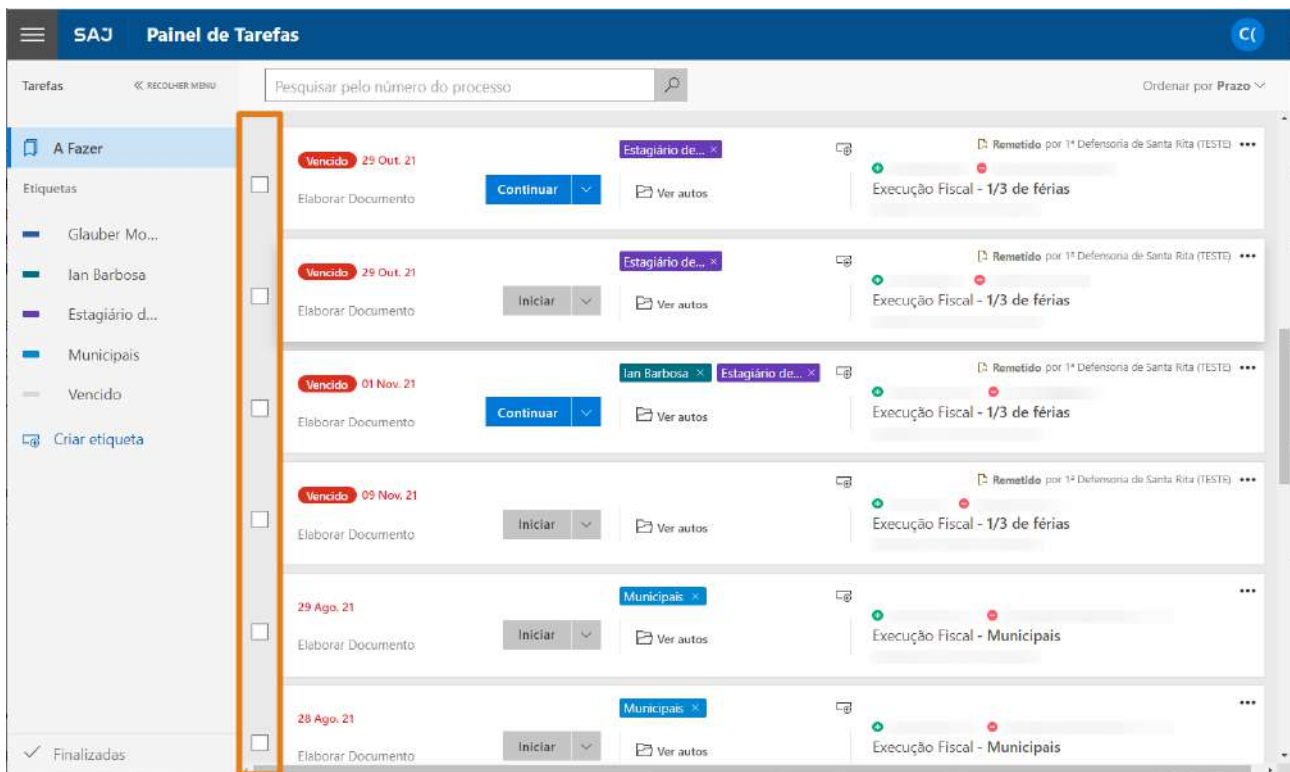 SAJ Painel de Tarefas C(
Tarefas RECOLHER MENU Pesquisar pelo número do processo Ordenar por Prazo
A Fazer
Etiquetas
Glauber Mo...
Ian Barbosa
Estagiário d...
Municipais
Vencido
Criar etiqueta
Finalizadas
Estagiário de... × Remetido por 1ª Defensoria de Santa Rita (TESTE)
Vencido 29 Out. 21
Elaborar Documento Continuar Ver autos Execução Fiscal - 1/3 de férias
Estagiário de... × Remetido por 1ª Defensoria de Santa Rita (TESTE)
Vencido 29 Out. 21
Elaborar Documento Iniciar Ver autos Execução Fiscal - 1/3 de férias
Ian Barbosa × Estagiário de... × Remetido por 1ª Defensoria de Santa Rita (TESTE)
Vencido 01 Nov. 21
Elaborar Documento Continuar Ver autos Execução Fiscal - 1/3 de férias
Remetido por 1ª Defensoria de Santa Rita (TESTE)
Vencido 09 Nov. 21
Elaborar Documento Iniciar Ver autos Execução Fiscal - 1/3 de férias
Municipais ×
29 Ago. 21
Elaborar Documento Iniciar Ver autos Execução Fiscal - Municipais
Municipais ×
28 Ago. 21
Elaborar Documento Iniciar Ver autos Execução Fiscal - Municipais